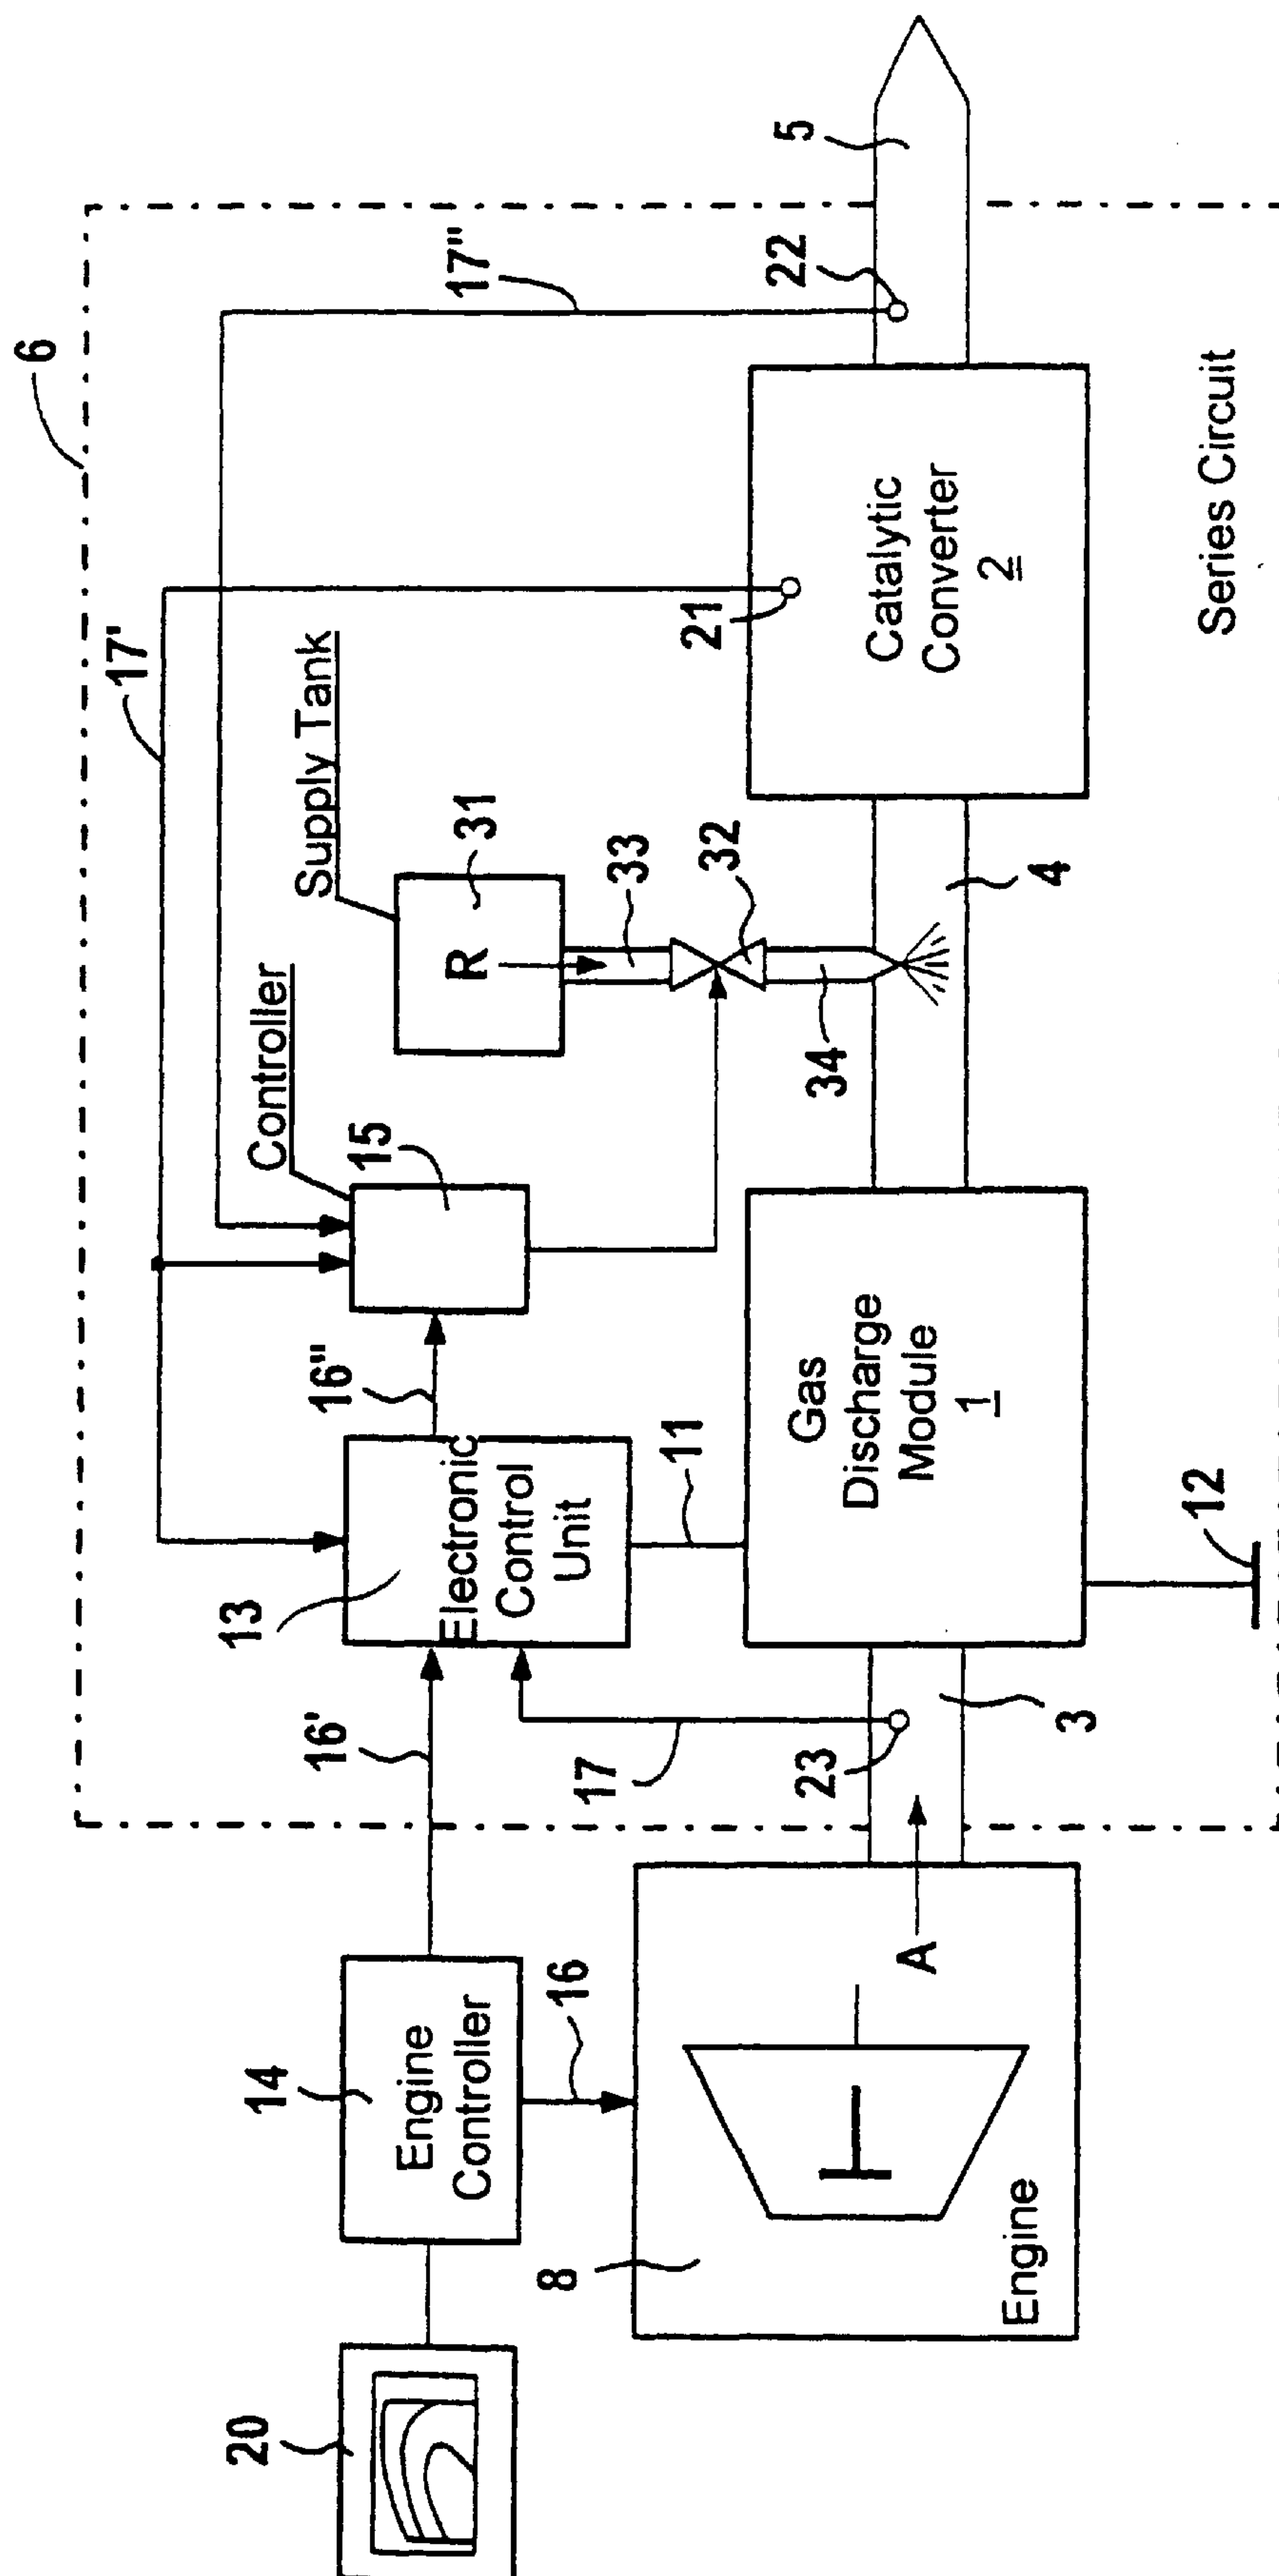 6
17'
17"
Controller
Supply Tank
15
R
31
33
32
34
21
22
5
20
14
Engine
Controller
16
16'
13
Electronic
Control
Unit
16"
11
17
23
8
Engine
A
3
Gas
Discharge
Module
1
12
4
Catalytic
Converter
2
Series Circuit